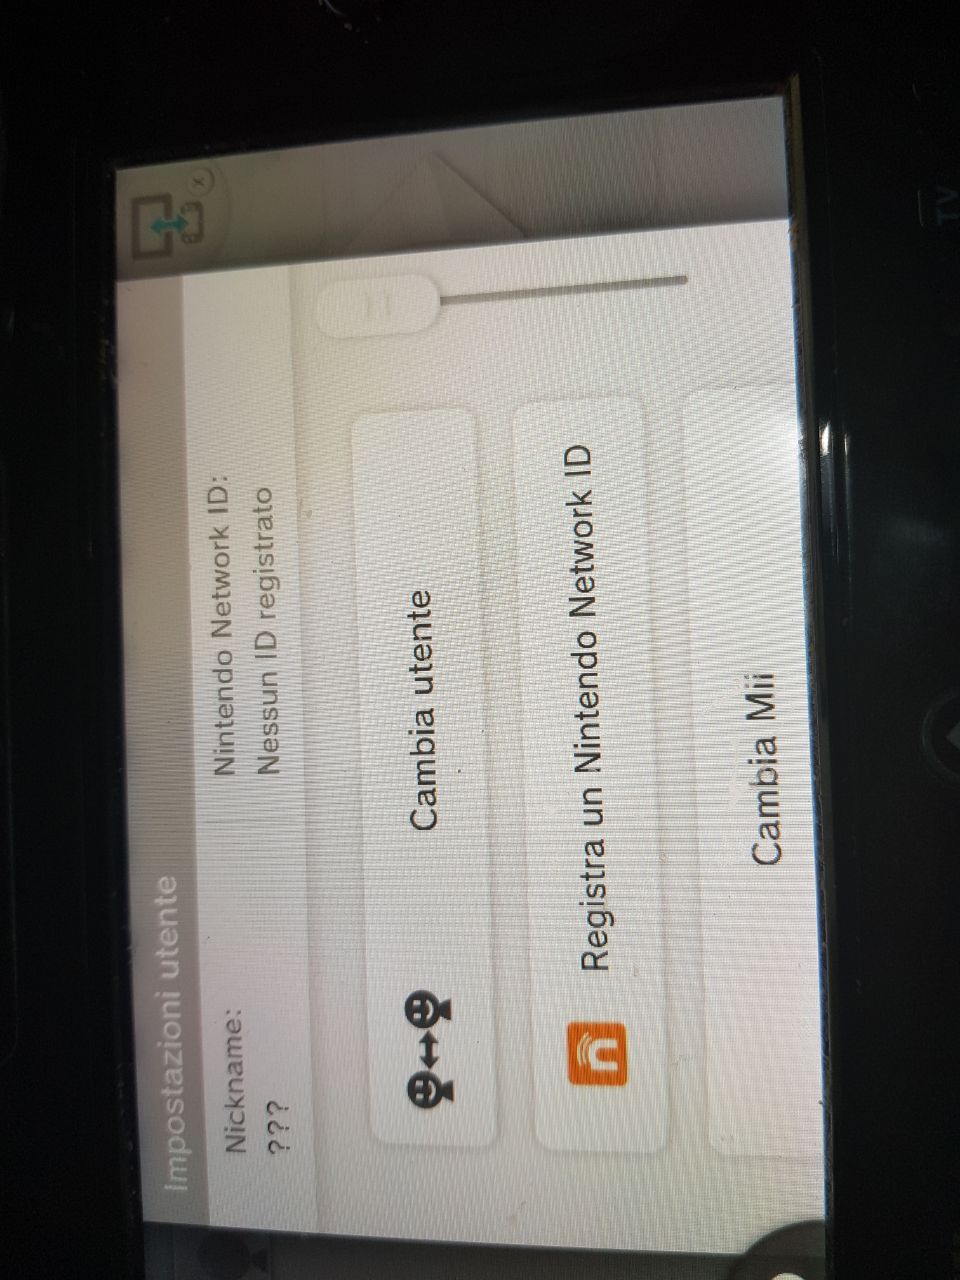 Impostazioni utente
Nickname:
???
Nintendo Network ID:
Nessun ID registrato
Cambia utente
Registra un Nintendo Network ID
Cambia Mii
X
TV